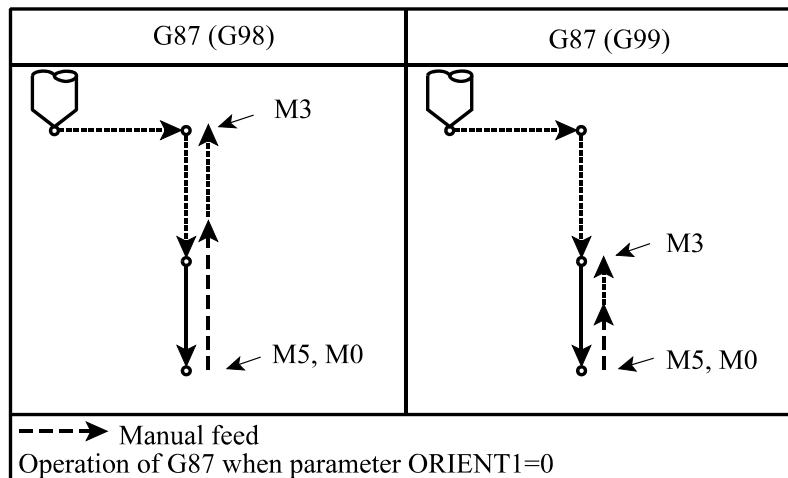 G87 (G98)
G87 (G99)
M3
M5, M0
M3
M5, M0
Manual feed
Operation of G87 when parameter ORIENT1=0